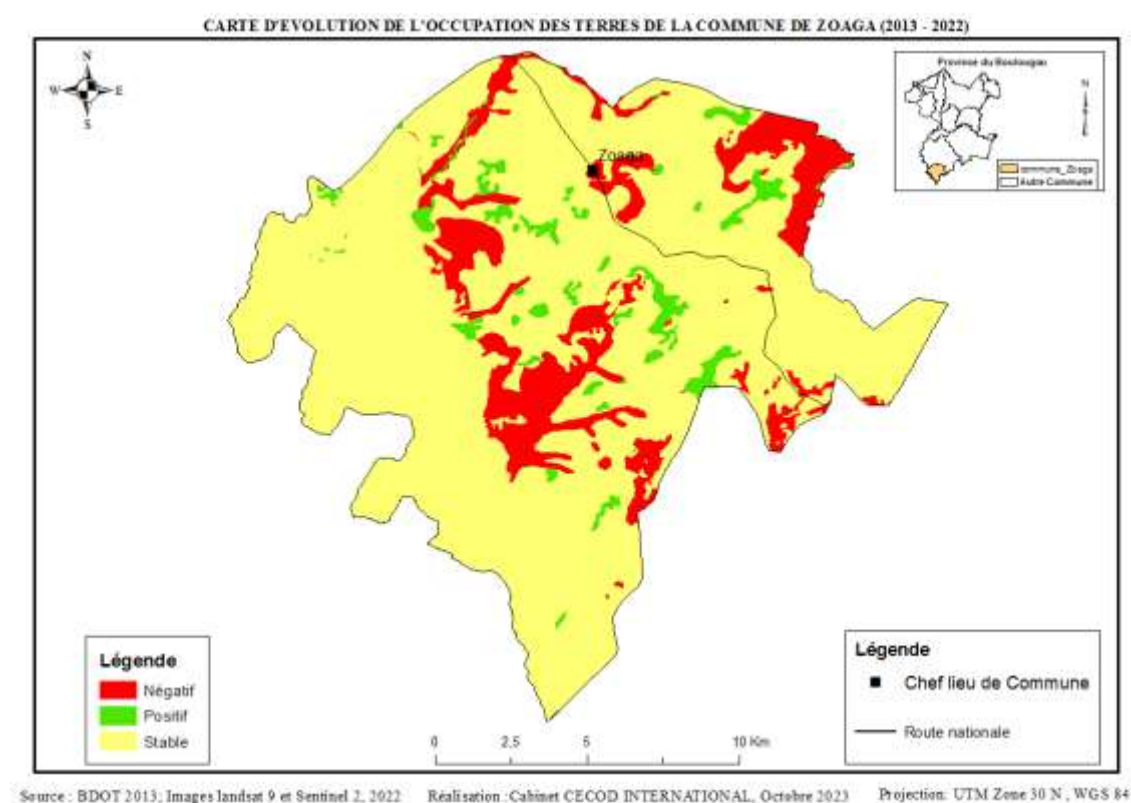 CARTE D'EVOLUTION DE L'OCCUPATION DES TERRES DE LA COMMUNE DE ZOAGA (2013 - 2022)
N
W E
S
Province du Boulougou
N
commune_Zoaga
Autre Commune
Zoaga
Légende
Négatif
Positif
Stable
0 2.5 5 10 Km
Légende
Chef lieu de Commune
Route nationale
Source : BDOT 2013; Images landsat 9 et Sentinel 2, 2022 Réalisation :Cabinet CECOD INTERNATIONAL, Octobre 2023 Projection: UTM Zone 30 N , WGS 84